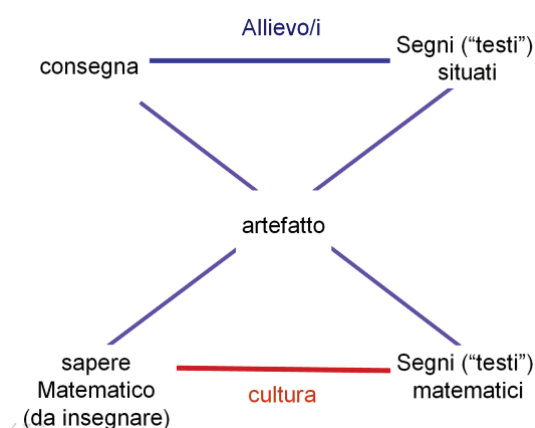 Allievo/i
consegna
Segni (“testi”)
situati
artefatto
sapere
Matematico
(da insegnare)
cultura
Segni (“testi”)
matematici